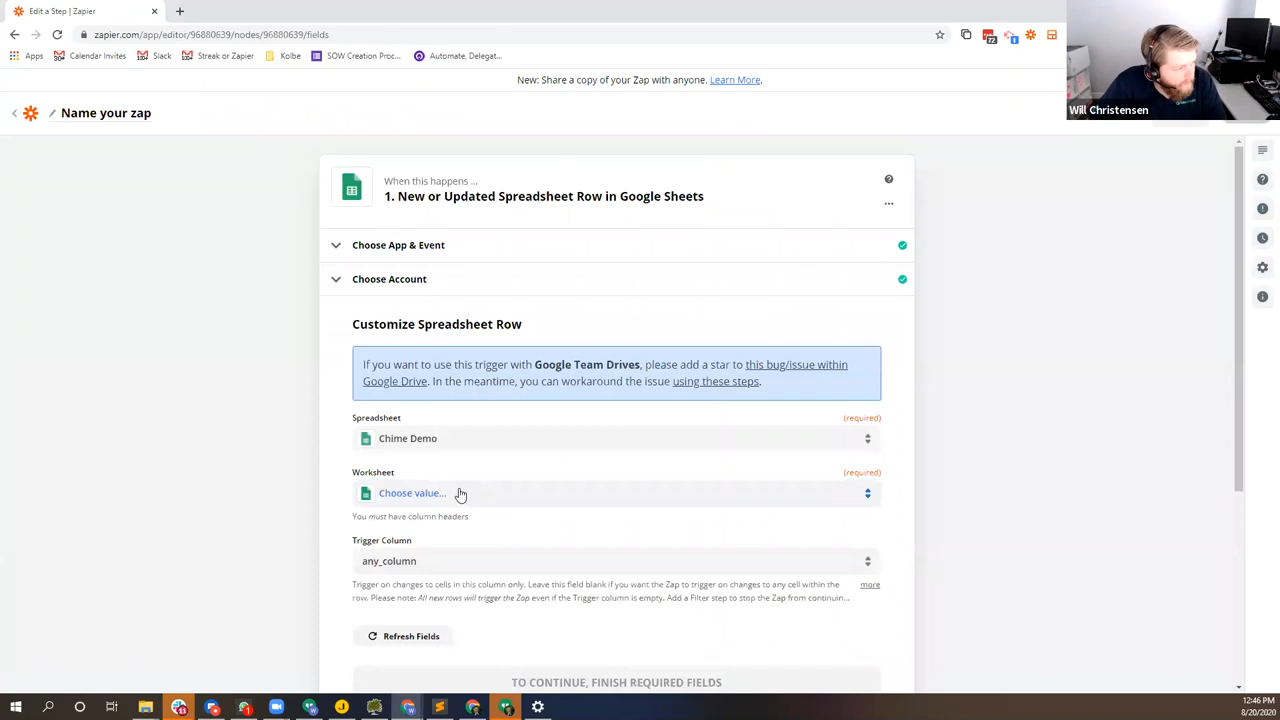 Edit a Step | Zapier
zapier.com/app/editor/96880639/nodes/96880639/fields
Apps
Calendar Invites
Slack
Streak or Zapier
Kolbe
SOW Creation Proc...
Automate, Delegat...
New: Share a copy of your Zap with anyone. Learn More.
Will Christensen
Name your zap
When this happens ...
1. New or Updated Spreadsheet Row in Google Sheets
Choose App & Event
Choose Account
Customize Spreadsheet Row
If you want to use this trigger with Google Team Drives, please add a star to this bug/issue within
Google Drive. In the meantime, you can workaround the issue using these steps.
Spreadsheet (required)
Chime Demo
Worksheet (required)
Choose value...
You must have column headers
Trigger Column
any_column
Trigger on changes to cells in this column only. Leave this field blank if you want the Zap to trigger on changes to any cell within the more
row. Please note: All new rows will trigger the Zap even if the Trigger column is empty. Add a Filter step to stop the Zap from continuin...
Refresh Fields
TO CONTINUE, FINISH REQUIRED FIELDS
12:46 PM
8/20/2020